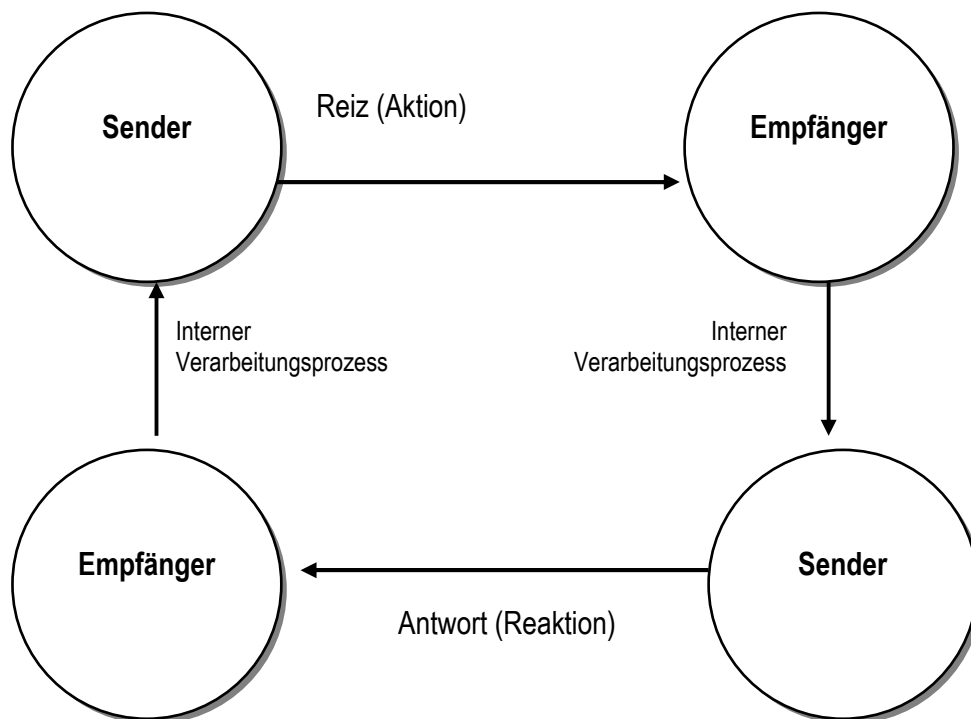 Sender
Reiz (Aktion)
Empfänger
Interner
Verarbeitungsprozess
Interner
Verarbeitungsprozess
Empfänger
Sender
Antwort (Reaktion)